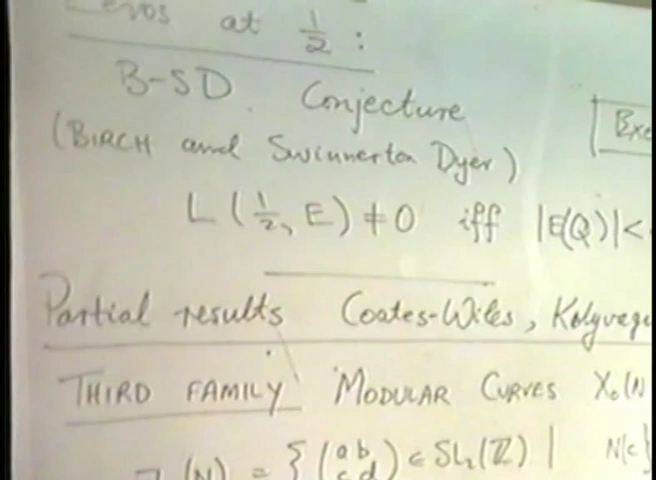 at 1/2 :
B-SD. Conjecture
(BIRCH and Swinnerton Dyer)
L(1/2, E) ≠ 0 iff |E(Q)| <
Partial results Coates-Wiles,
THIRD FAMILY MODULAR CURVES X₀(N
(N) = {(a b c d) ∈ SL₂(ℤ) | N|c}